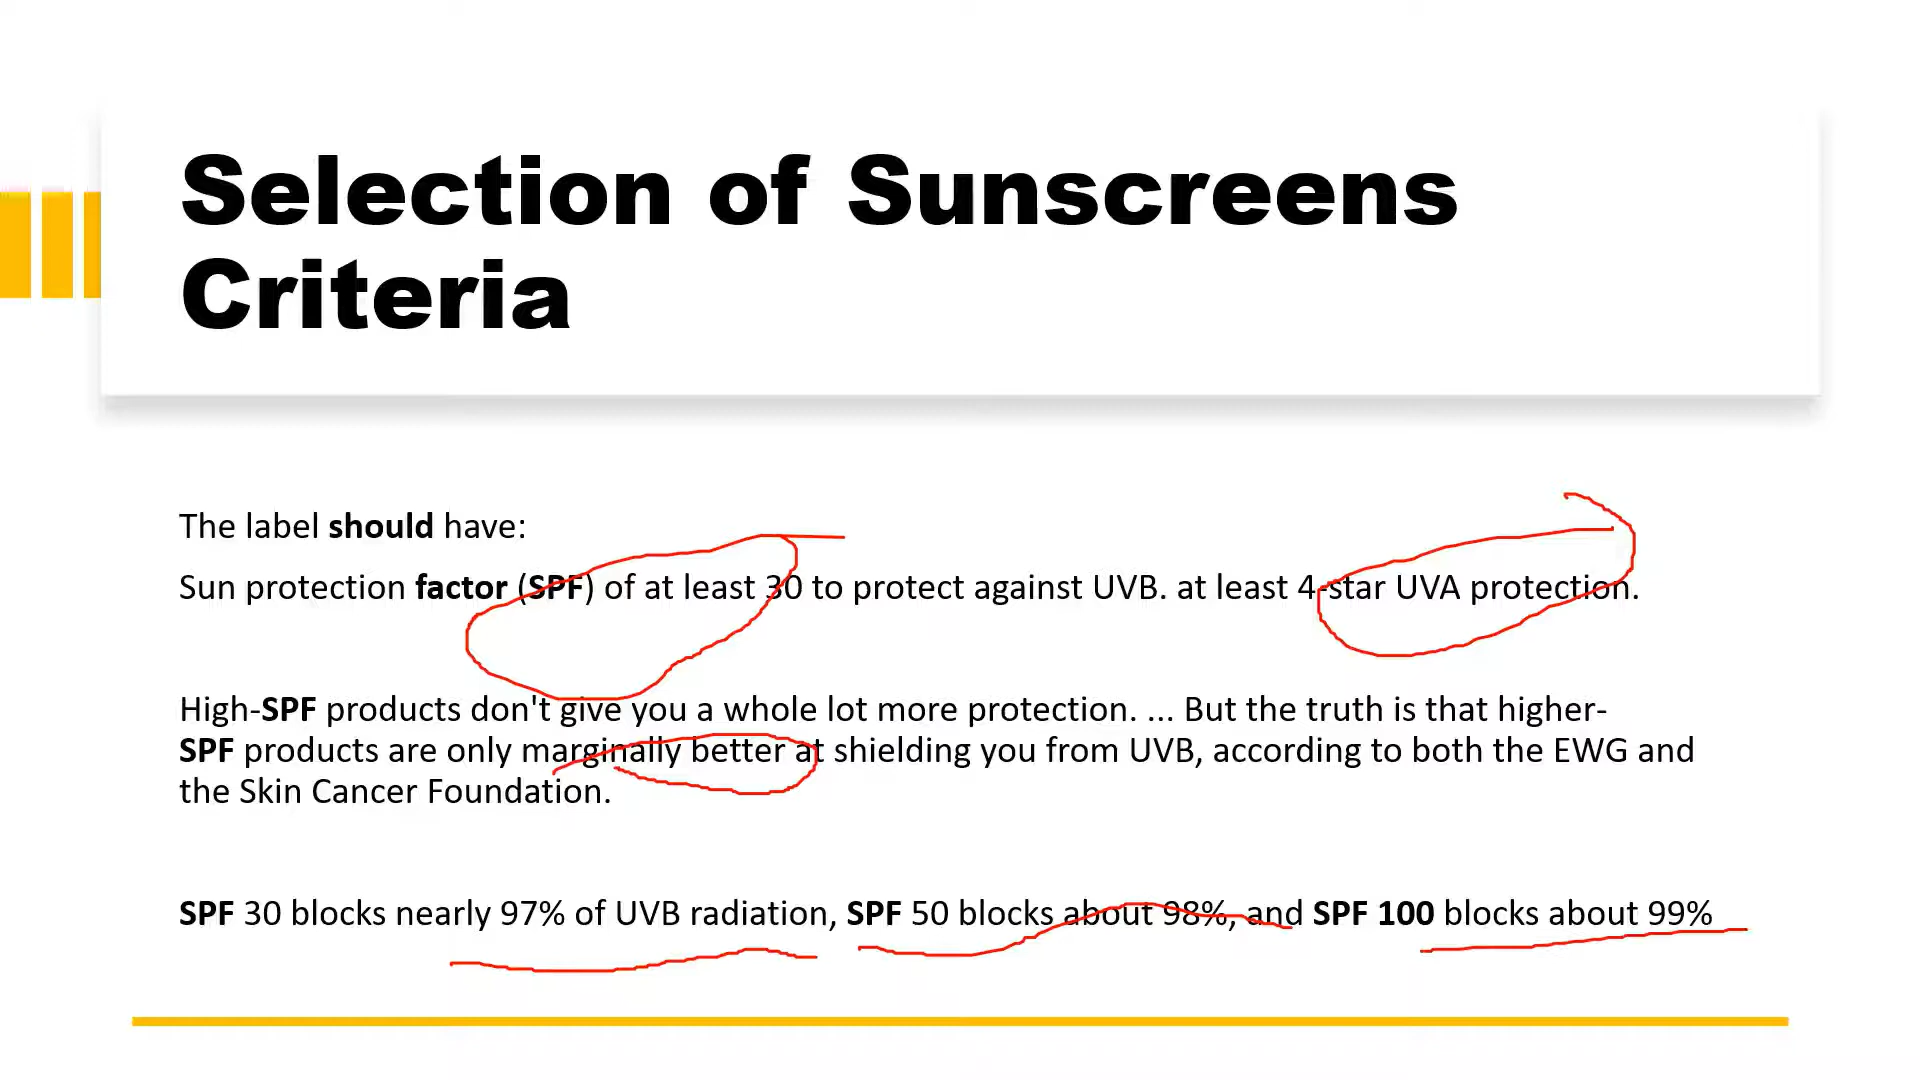 Selection of Sunscreens
Criteria
The label should have:
Sun protection factor (SPF) of at least 30 to protect against UVB. at least 4-star UVA protection.
High-SPF products don't give you a whole lot more protection. ... But the truth is that higher-
SPF products are only marginally better at shielding you from UVB, according to both the EWG and
the Skin Cancer Foundation.
SPF 30 blocks nearly 97% of UVB radiation, SPF 50 blocks about 98%, and SPF 100 blocks about 99%